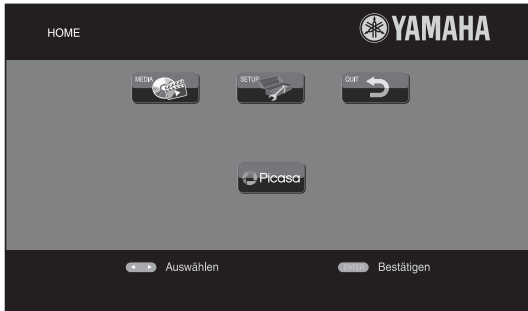 HOME
YAMAHA
MEDIA
SETUP
QUIT
Picasa
Auswählen
ENTER
Bestätigen